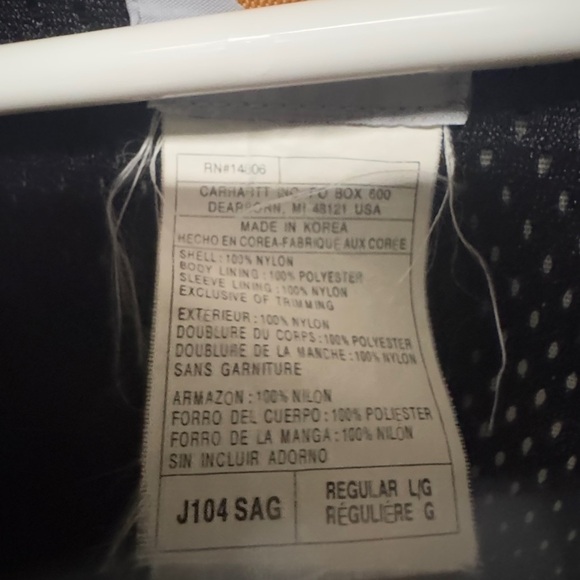 RN#14806
CARHARTT INC. PO BOX 600
DEARBORN, MI 48121 USA
MADE IN KOREA
HECHO EN COREA-FABRIQUE AUX COREE
SHELL: 100% NYLON
BODY LINING: 100% POLYESTER
SLEEVE LINING: 100% NYLON
EXCLUSIVE OF TRIMMING
EXTERIEUR: 100% NYLON
DOUBLURE DU CORPS: 100% POLYESTER
DOUBLURE DE LA MANCHE: 100% NYLON
SANS GARNITURE
ARMAZON: 100% NILON
FORRO DEL CUERPO: 100% POLIESTER
FORRO DE LA MANGA: 100% NILON
SIN INCLUIR ADORNO
J104 SAG
REGULAR L/G
RÉGULIÈRE G